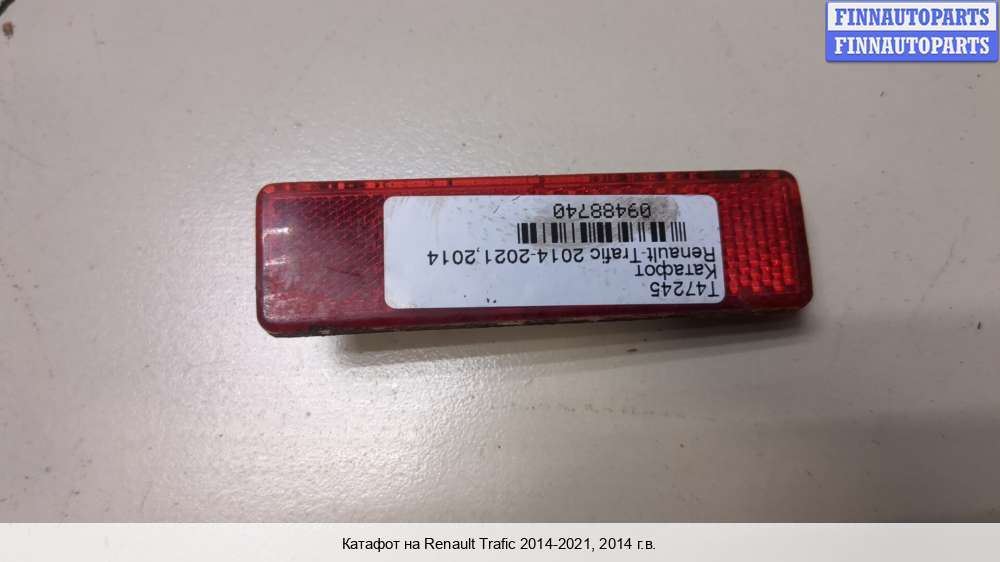 FINNAUTOPARTS
FINNAUTOPARTS
T47245
Катафот
Renault Trafic 2014-2021,2014
09488740
Катафот на Renault Trafic 2014-2021, 2014 г.в.